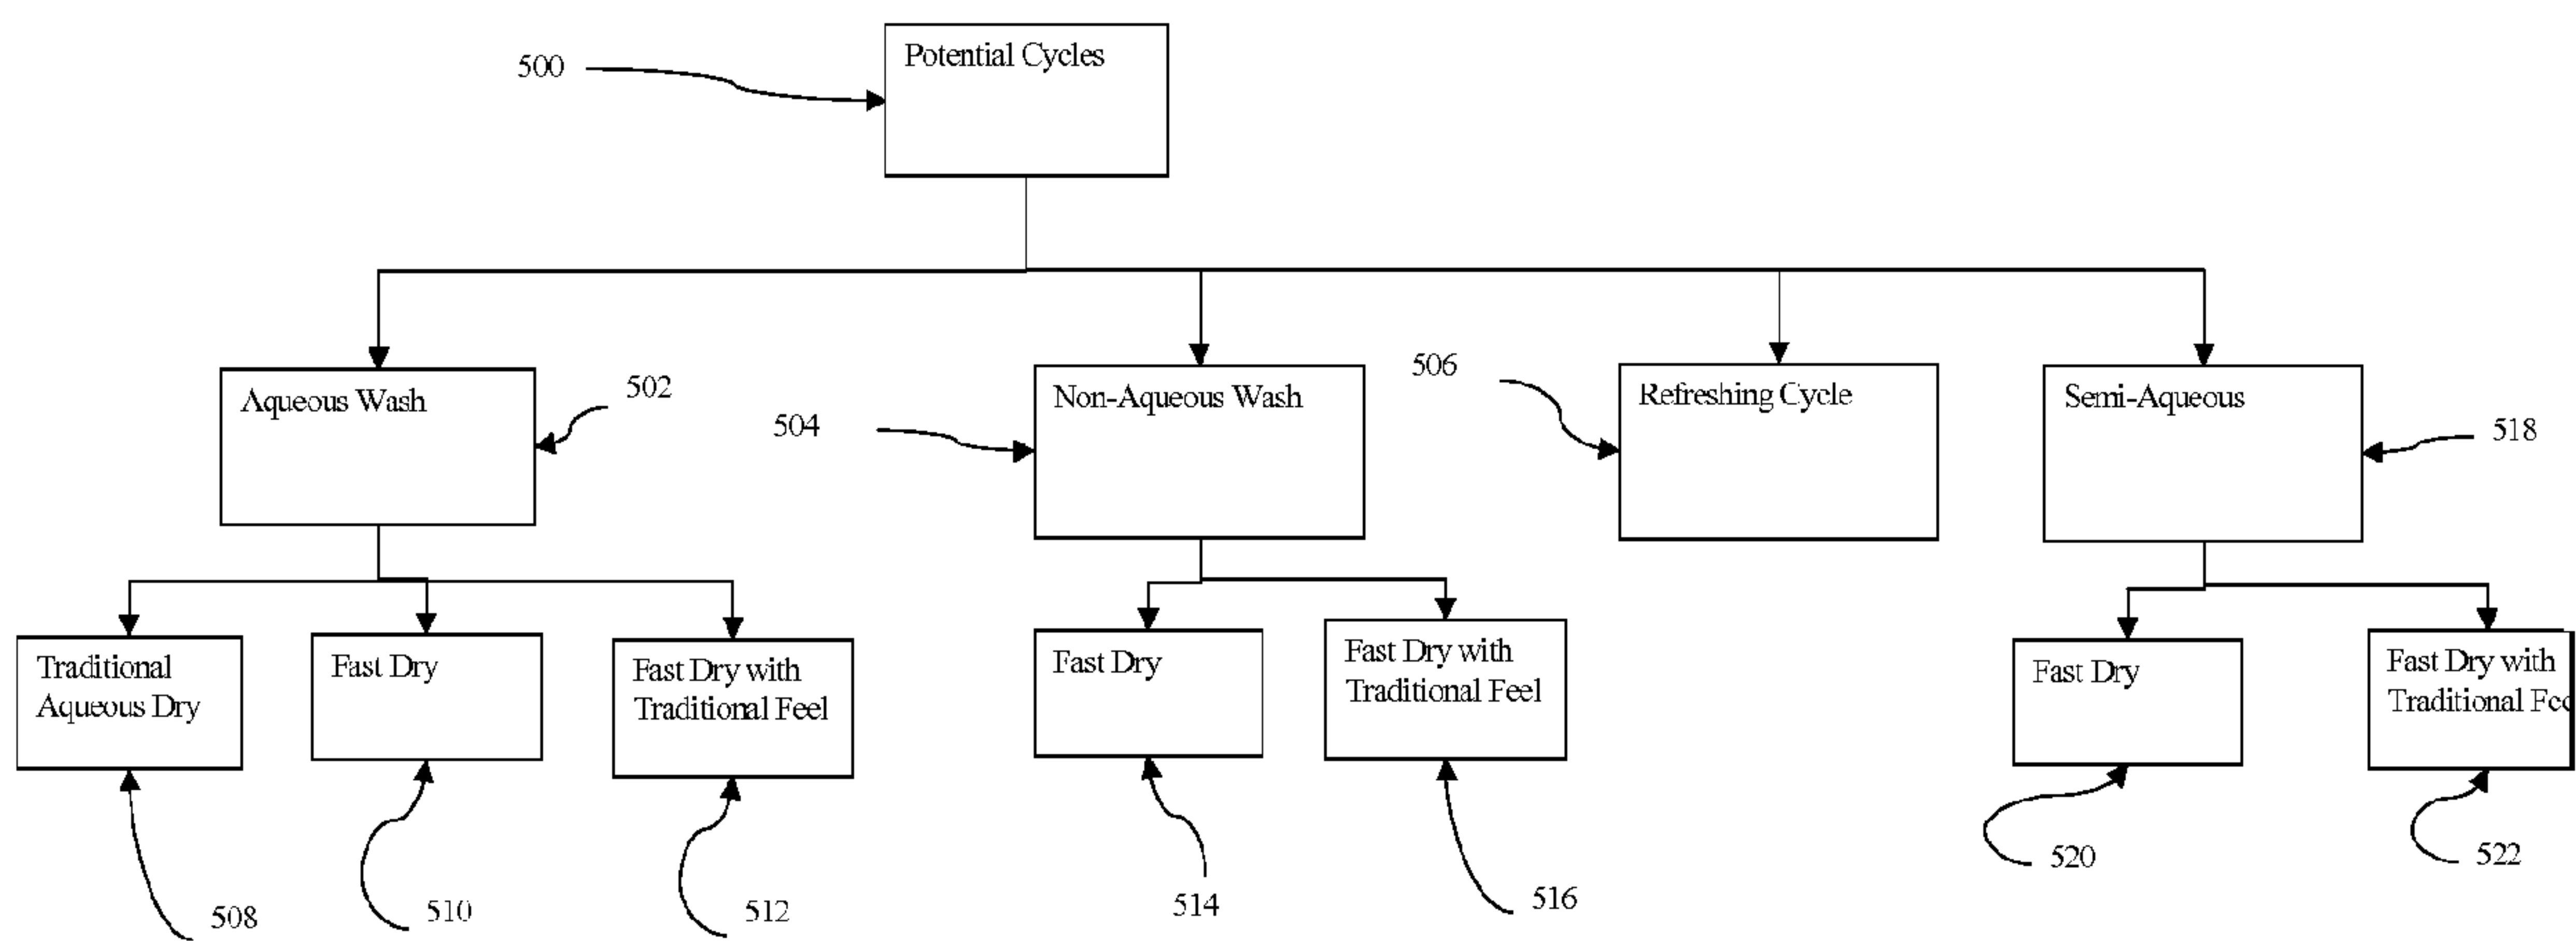 Potential Cycles
500
Aqueous Wash
502
504
Non-Aqueous Wash
506
Refreshing Cycle
Semi-Aqueous
518
Traditional
Aqueous Dry
Fast Dry
Fast Dry with
Traditional Feel
Fast Dry
Fast Dry with
Traditional Feel
Fast Dry
Fast Dry with
Traditional
508
510
512
514
516
520
522